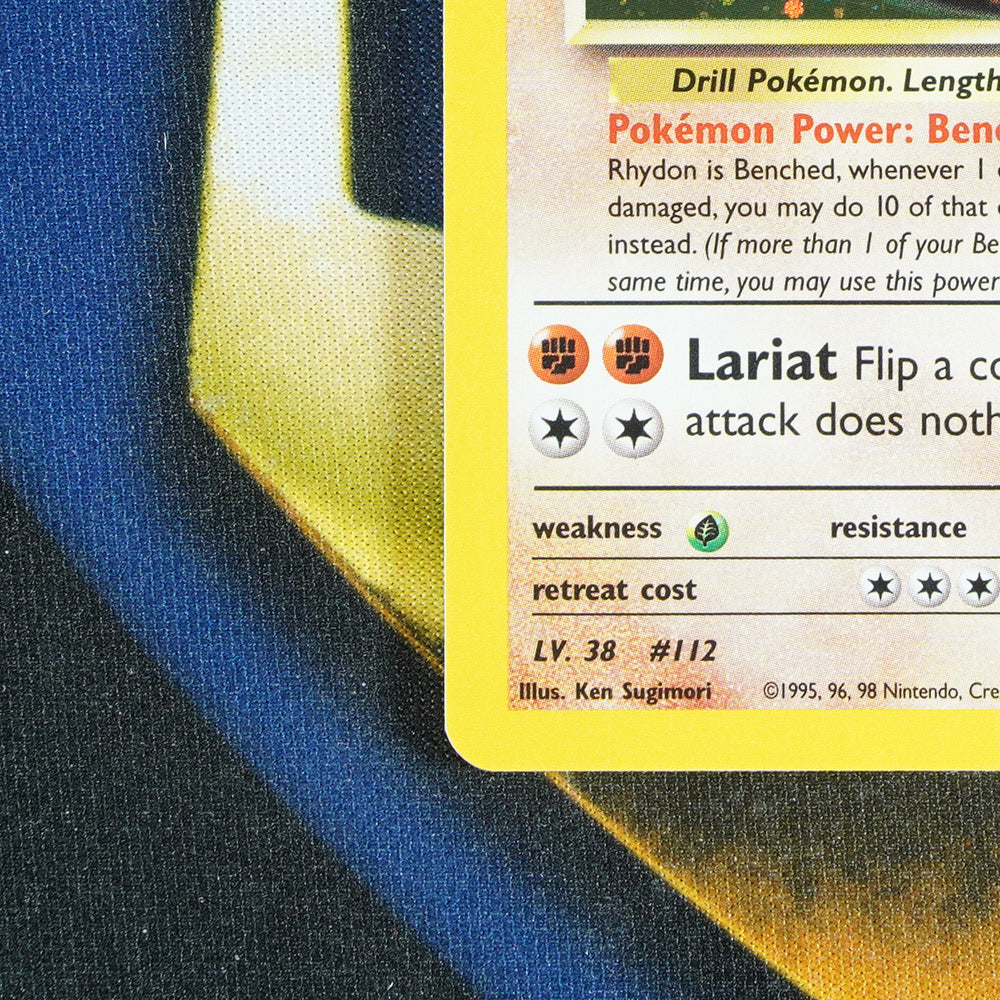 Drill Pokémon. Length
Pokémon Power: Ben
Rhydon is Benched, whenever 1
damaged, you may do 10 of that
instead. (If more than 1 of your Be
same time, you may use this power
Lariat Flip a co
attack does noth
weakness resistance
retreat cost
LV. 38 #112
Illus. Ken Sugimori ©1995, 96, 98 Nintendo, Cre